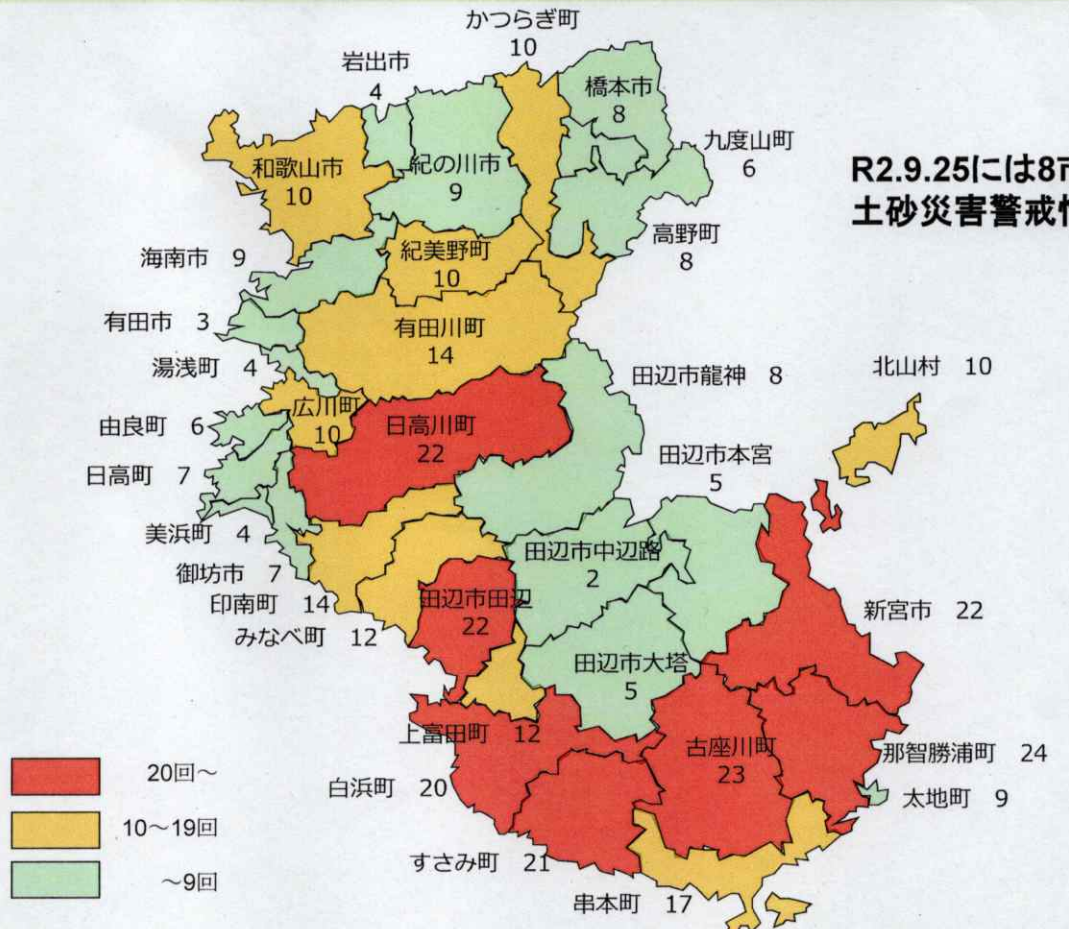 かつらぎ町
10
岩出市
4
橋本市
8
九度山町
6
和歌山市
10
紀の川市
9
R2.9.25には8市
土砂災害警戒情
高野町
8
海南市 9
紀美野町
10
有田市 3
有田川町
14
湯浅町 4
田辺市龍神 8
北山村 10
広川町
10
由良町 6
日高川町
22
田辺市本宮
5
日高町 7
美浜町 4
田辺市中辺路
2
御坊市 7
印南町 14
田辺市田辺
22
新宮市 22
みなべ町 12
田辺市大塔
5
上富田町 12
古座川町
23
那智勝浦町 24
20回～
白浜町 20
太地町 9
10～19回
すさみ町 21
～9回
串本町 17